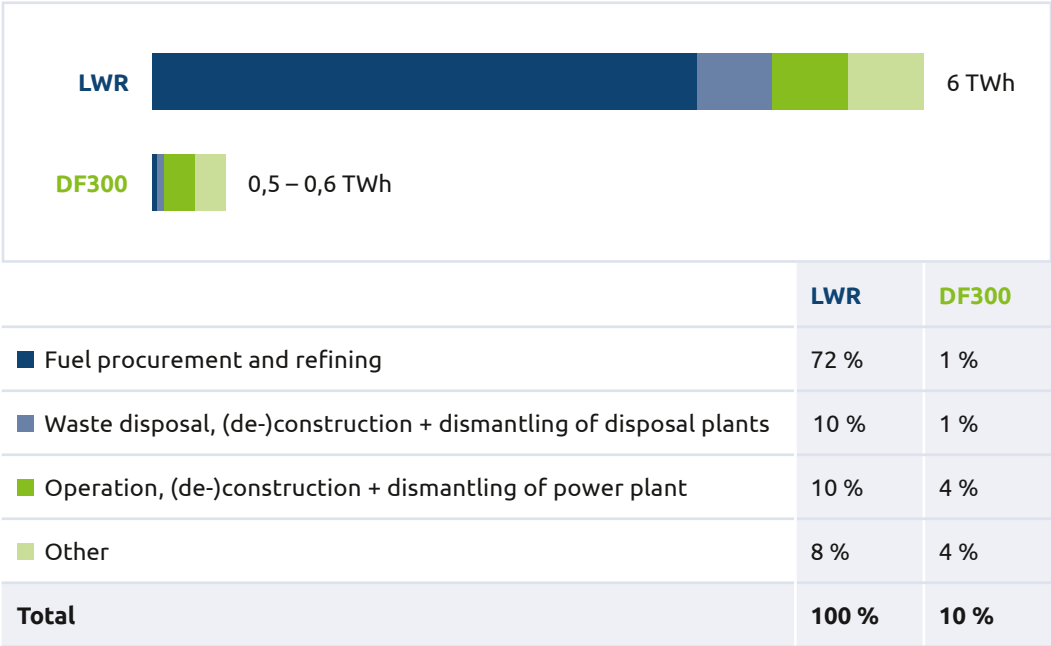 LWR 6 TWh
DF300 0,5 – 0,6 TWh
LWR DF300
Fuel procurement and refining 72 % 1 %
Waste disposal, (de-)construction + dismantling of disposal plants 10 % 1 %
Operation, (de-)construction + dismantling of power plant 10 % 4 %
Other 8 % 4 %
Total 100 % 10 %